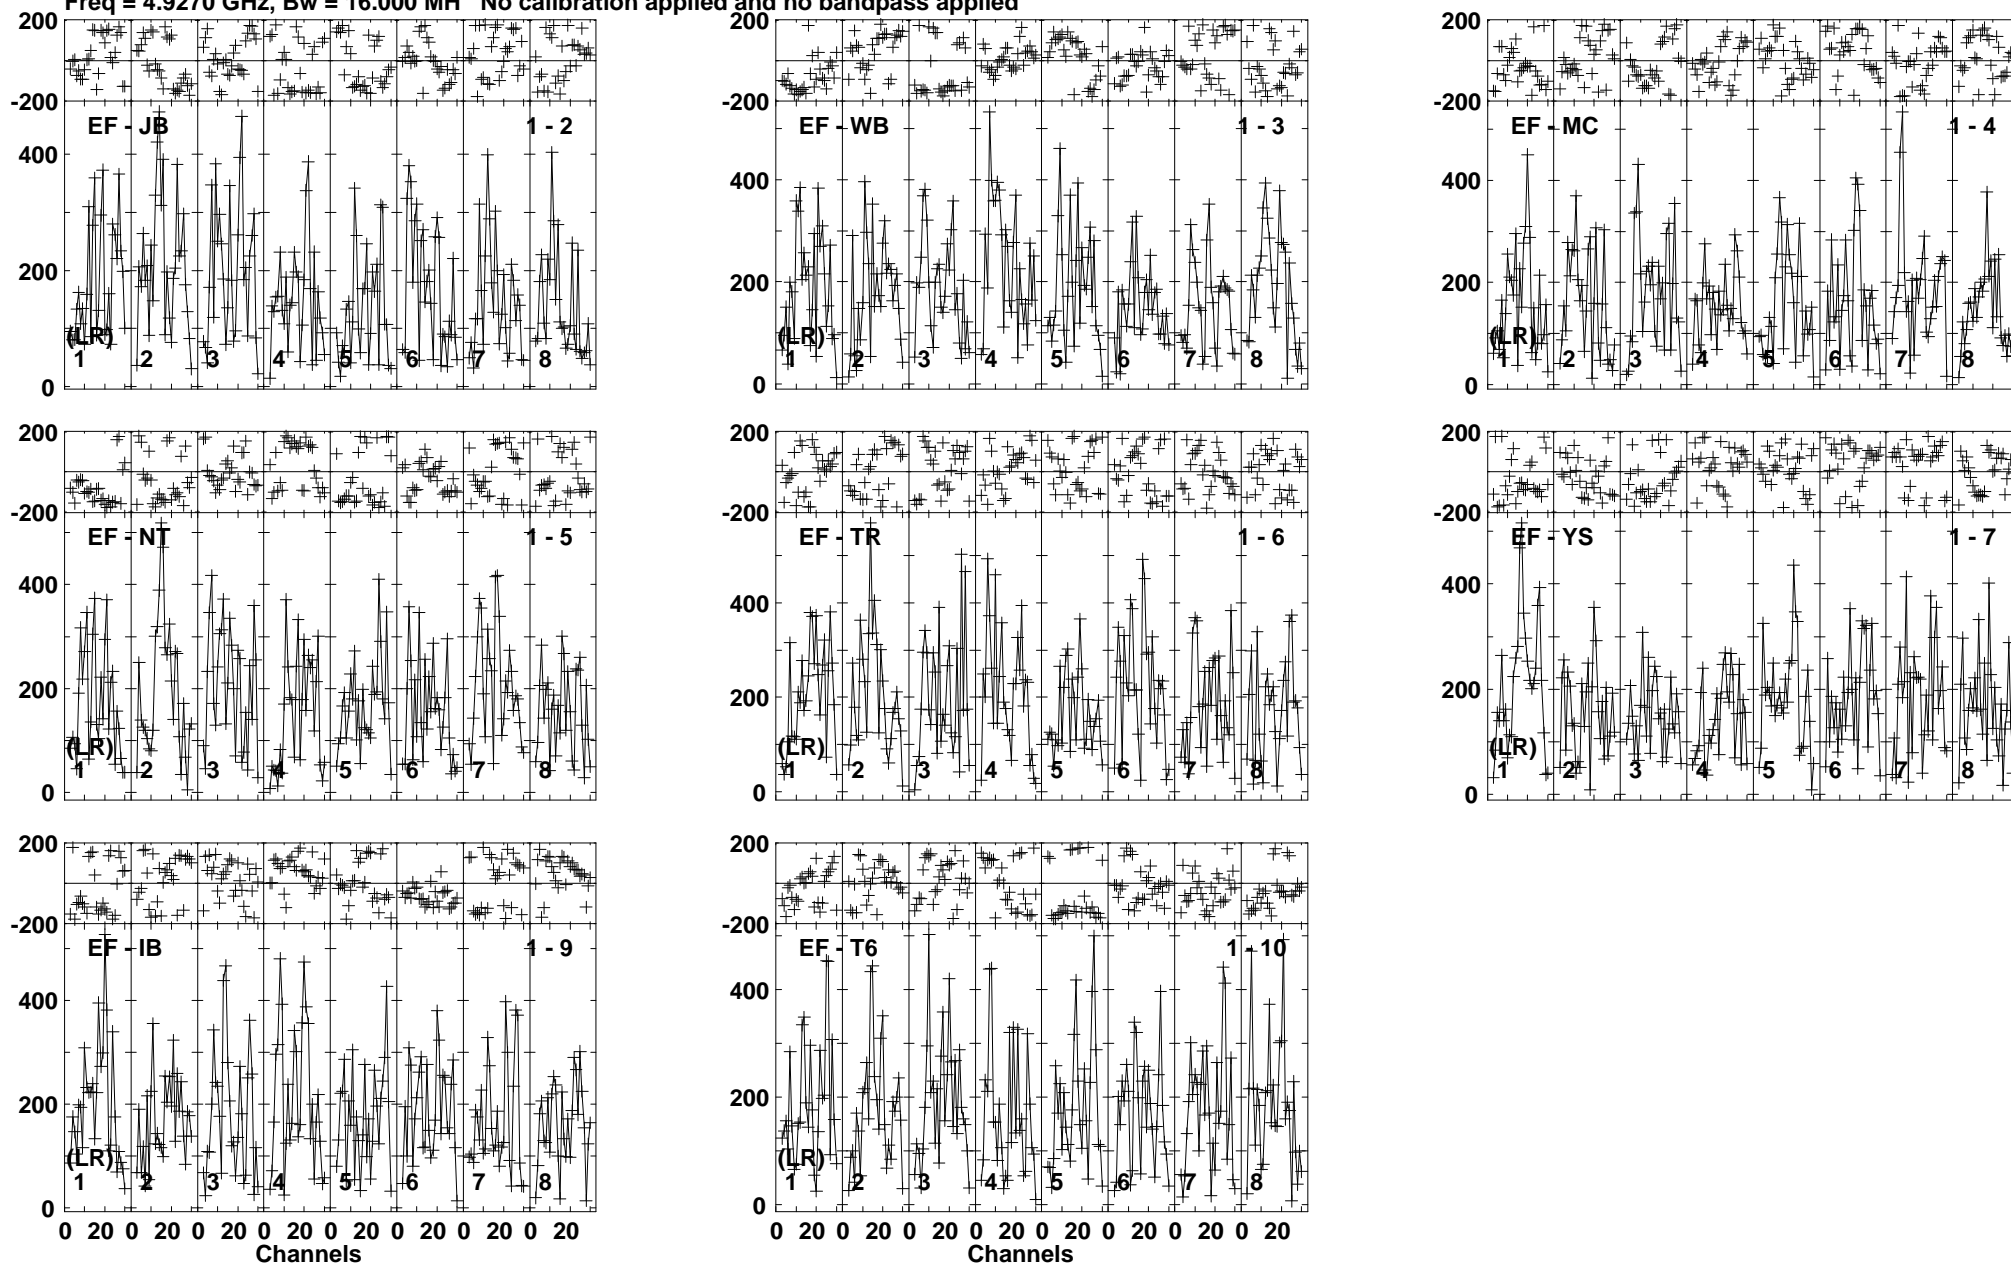 Freq = 4.9270 GHz, Bw = 16.000 MH No calibration applied and no bandpass applied
200 200 200
-200 -200 -200
EF - JB 1 - 2 EF - WB 1 - 3 EF - MC 1 - 4
400 400 400
200 200 200
(LR) (LR) (LR)
1 2 3 4 5 6 7 8 1 2 3 4 5 6 7 8 1 2 3 4 5 6 7 8
0 0 0
200 200 200
-200 -200 -200
EF - NT 1 - 5 EF - TR 1 - 6 EF - YS 1 - 7
400 400 400
200 200 200
(LR) (LR) (LR)
1 2 3 4 5 6 7 8 1 2 3 4 5 6 7 8 1 2 3 4 5 6 7 8
0 0 0
200 200
-200 -200
EF - IB 1 - 9 EF - T6 1 - 10
400 400
200 200
(LR) (LR)
1 2 3 4 5 6 7 8 1 2 3 4 5 6 7 8
0 0
0 20 0 20 0 20 0 20 0 20 0 20 0 20 0 20 0 20 0 20 0 20 0 20 0 20 0 20 0 20 0 20
Channels Channels